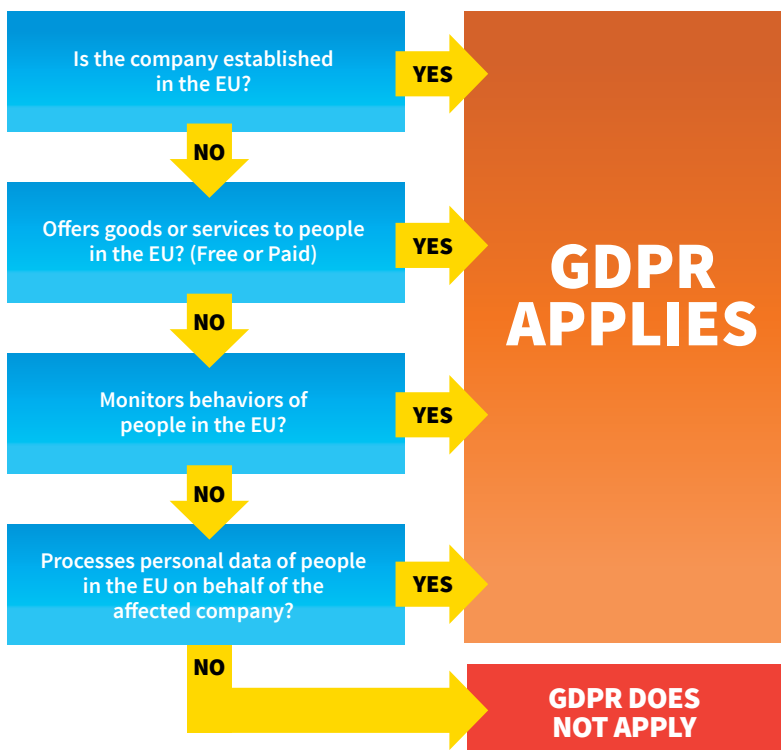 Is the company established
in the EU?
YES
NO
Offers goods or services to people
in the EU? (Free or Paid)
YES
GDPR
APPLIES
NO
Monitors behaviors of
people in the EU?
YES
NO
Processes personal data of people
in the EU on behalf of the
affected company?
YES
NO
GDPR DOES
NOT APPLY